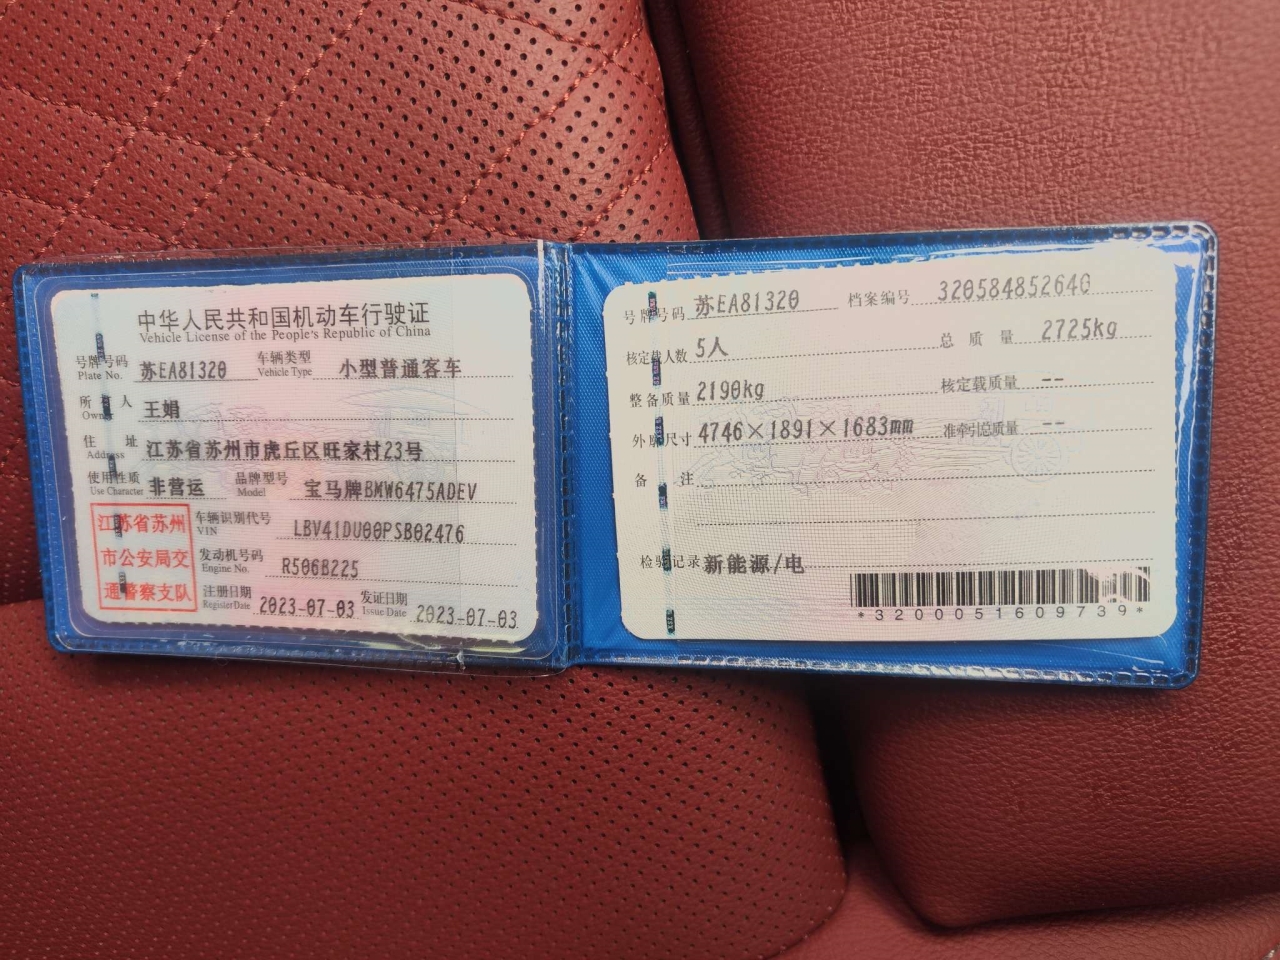 中华人民共和国机动车行驶证
Vehicle License of the People's Republic of China
号牌号码 苏EA81320 车辆类型 小型普通客车
Plate No. Vehicle Type
所有人 王娟
Owner
住址 江苏省苏州市虎丘区旺家村23号
Address
使用性质 非营运 品牌型号 宝马牌BMW6475ADEV
Use Character Model
江苏省苏州
市公安局交
通警察支队
车辆识别代号 LBV41DU00PSB02476
VIN
发动机号码 R506B225
Engine No.
注册日期 2023-07-03 发证日期 2023-07-03
Register Date Issue Date
号牌号码 苏EA81320 档案编号 320584852640
核定载人数 5人 总质量 2725kg
整备质量 2190kg 核定载质量 --
外廓尺寸 4746×1891×1683mm 准牵引总质量 --
备注
检验记录 新能源/电
*3200051609739*